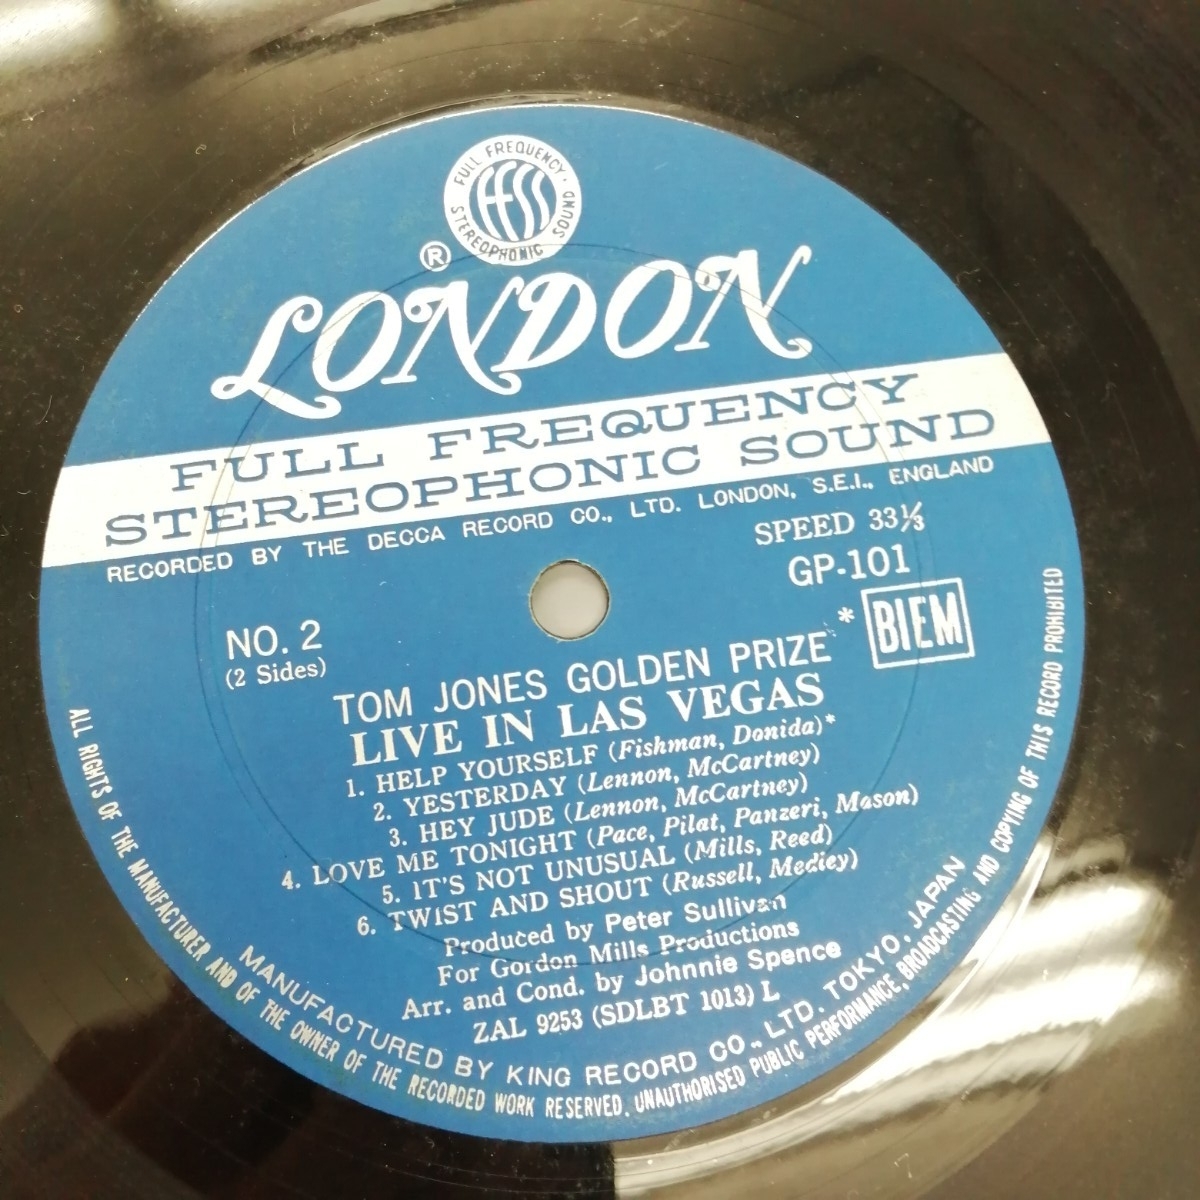 FULL FREQUENCY · STEREOPHONIC SOUND
ffss
®
LONDON
FULL FREQUENCY
STEREOPHONIC SOUND
RECORDED BY THE DECCA RECORD CO., LTD. LONDON, S.E.I., ENGLAND
SPEED 33⅓
GP-101
NO. 2
(2 Sides)
* BIEM
TOM JONES GOLDEN PRIZE
LIVE IN LAS VEGAS
1. HELP YOURSELF (Fishman, Donida)*
2. YESTERDAY (Lennon, McCartney)
3. HEY JUDE (Lennon, McCartney)
4. LOVE ME TONIGHT (Pace, Pilat, Panzeri, Mason)
5. IT'S NOT UNUSUAL (Mills, Reed)
6. TWIST AND SHOUT (Russell, Medley)
Produced by Peter Sullivan
For Gordon Mills Productions
Arr. and Cond. by Johnnie Spence
ZAL 9253 (SDLBT 1013) L
MANUFACTURED BY KING RECORD CO., LTD. TOKYO, JAPAN
ALL RIGHTS OF THE MANUFACTURER AND OF THE OWNER OF THE RECORDED WORK RESERVED. UNAUTHORISED PUBLIC PERFORMANCE, BROADCASTING AND COPYING OF THIS RECORD PROHIBITED